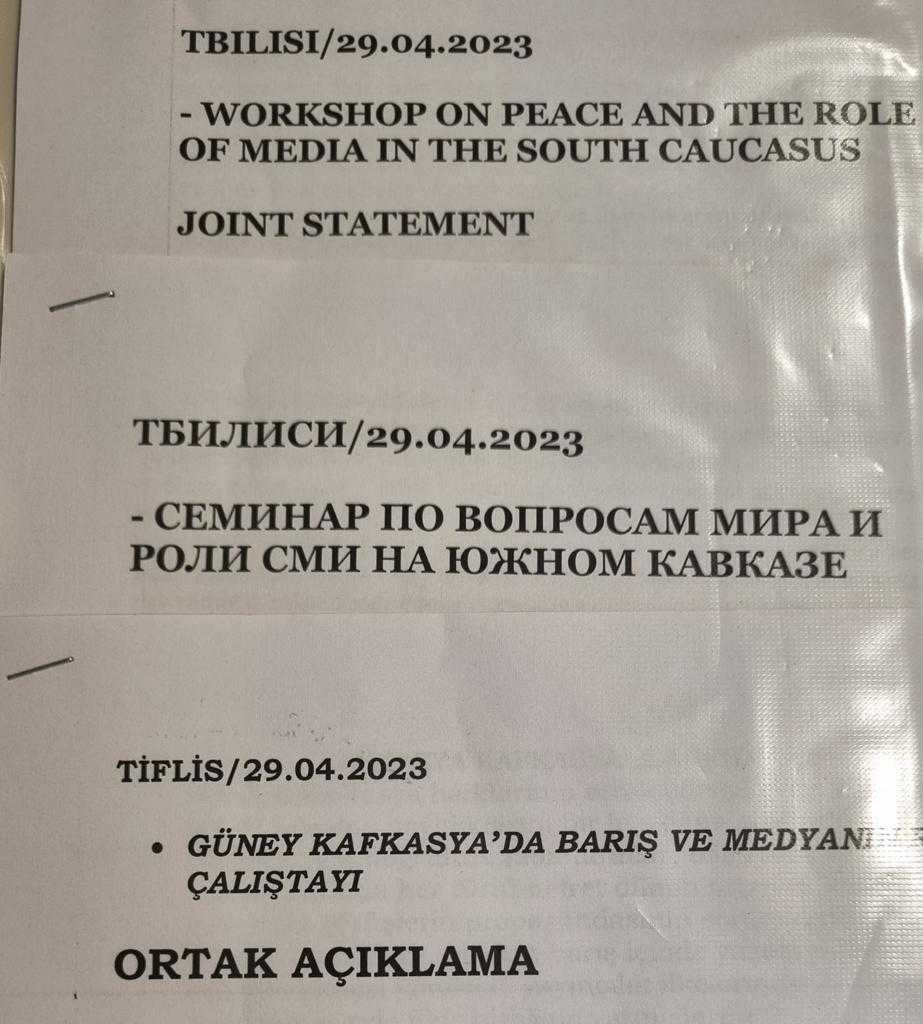 TBILISI/29.04.2023
- WORKSHOP ON PEACE AND THE ROLE
OF MEDIA IN THE SOUTH CAUCASUS
JOINT STATEMENT
ТБИЛИСИ/29.04.2023
- СЕМИНАР ПО ВОПРОСАМ МИРА И
РОЛИ СМИ НА ЮЖНОМ КАВКАЗЕ
TİFLİS/29.04.2023
• GÜNEY KAFKASYA’DA BARIŞ VE MEDYANIN
ÇALIŞTAYI
ORTAK AÇIKLAMA